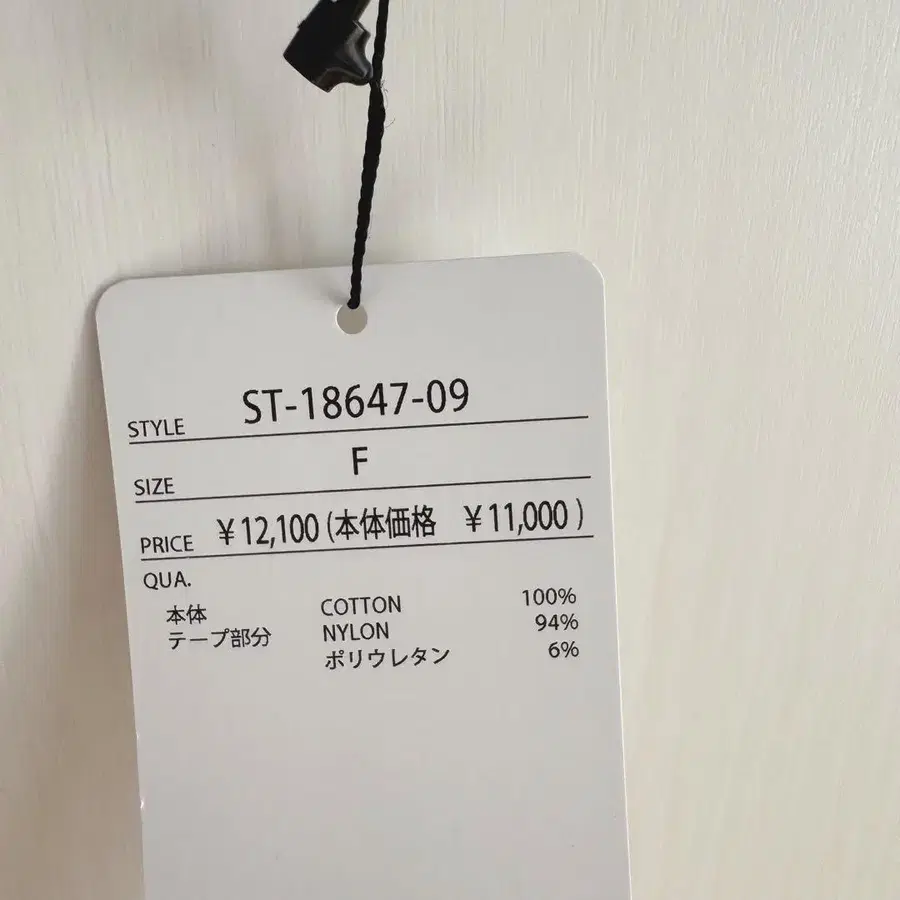 STYLE ST-18647-09
SIZE F
PRICE ￥12,100 (本体価格 ￥11,000 )
QUA.
本体 COTTON 100%
テープ部分 NYLON 94%
ポリウレタン 6%